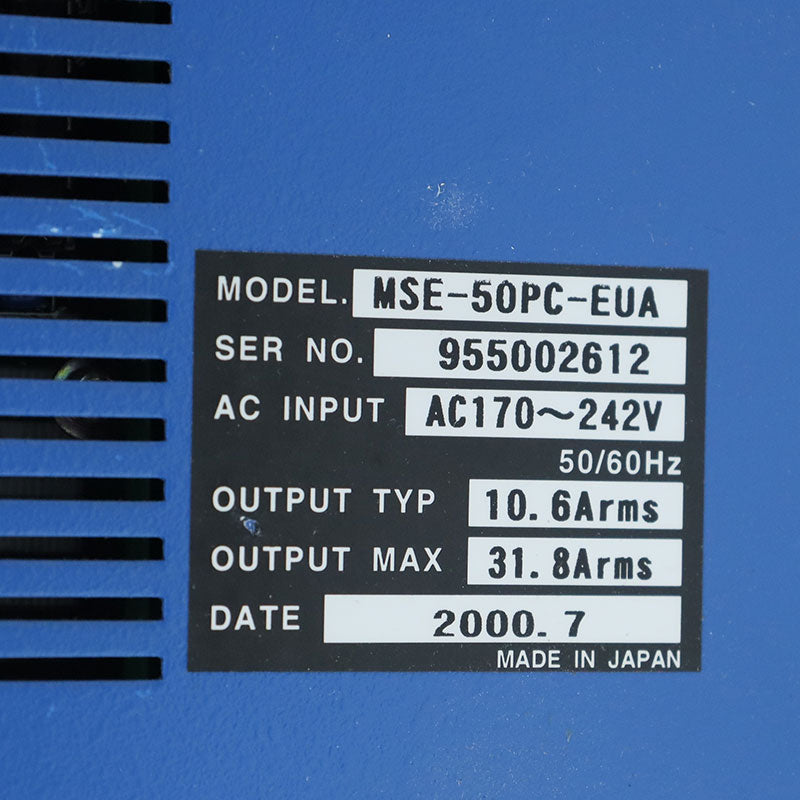 MODEL. MSE-50PC-EUA
SER NO. 955002612
AC INPUT AC170～242V
50/60Hz
OUTPUT TYP 10.6Arms
OUTPUT MAX 31.8Arms
DATE 2000.7
MADE IN JAPAN